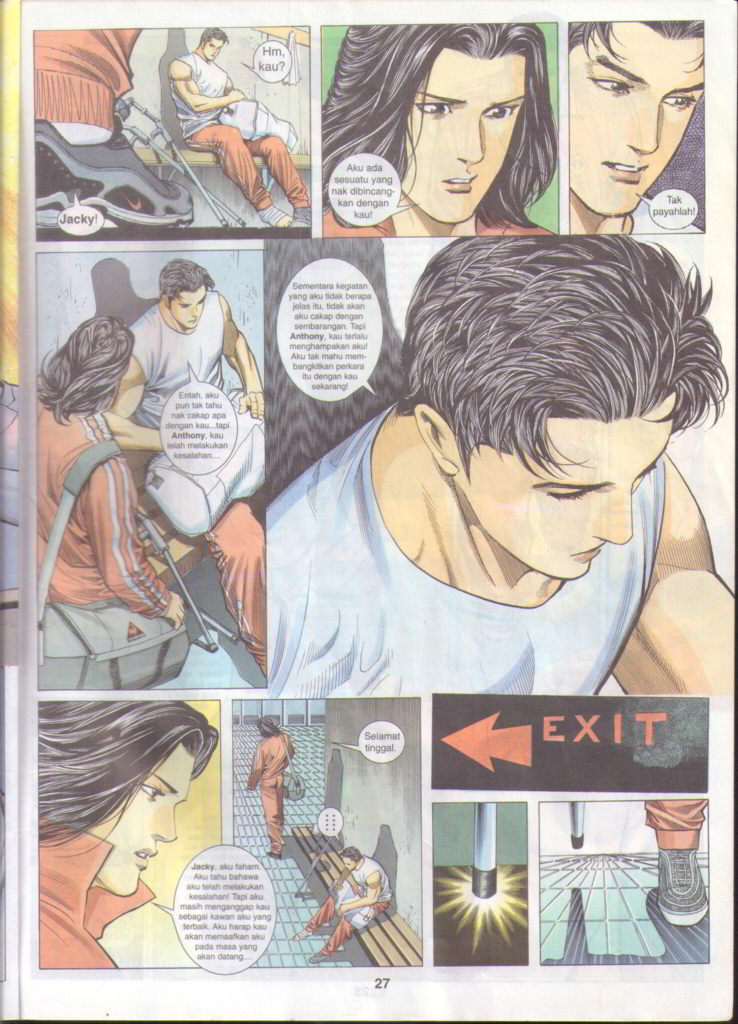 Jacky!
Hm,
kau?
Aku ada
sesuatu yang
nak dibincang-
kan dengan
kau!
Tak
payahlah!
Entah, aku
pun tak tahu
nak cakap apa
dengan kau...tapi
Anthony, kau
telah melakukan
kesalahan....
Sementara kegiatan
yang aku tidak berapa
jelas itu, tidak akan
aku cakap dengan
sembarangan. Tapi
Anthony, kau terlalu
menghampakan aku!
Aku tak mahu mem-
bangkitkan perkara
itu dengan kau
sekarang!
Jacky, aku faham.
Aku tahu bahawa
aku telah melakukan
kesalahan! Tapi aku
masih menganggap kau
sebagai kawan aku yang
terbaik. Aku harap kau
akan memaafkan aku
pada masa yang
akan datang....
Selamat
tinggal.
EXIT
27